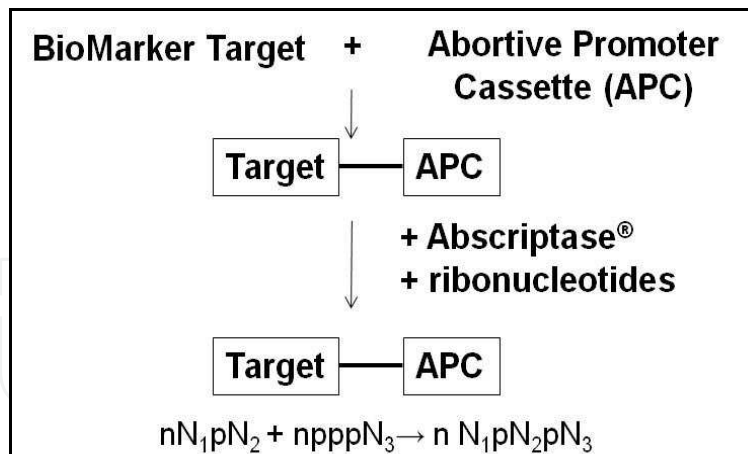 BioMarker Target + Abortive Promoter
Cassette (APC)
Target APC
+ Abscriptase®
+ ribonucleotides
Target APC
nN₁pN₂ + npppN₃→ n N₁pN₂pN₃